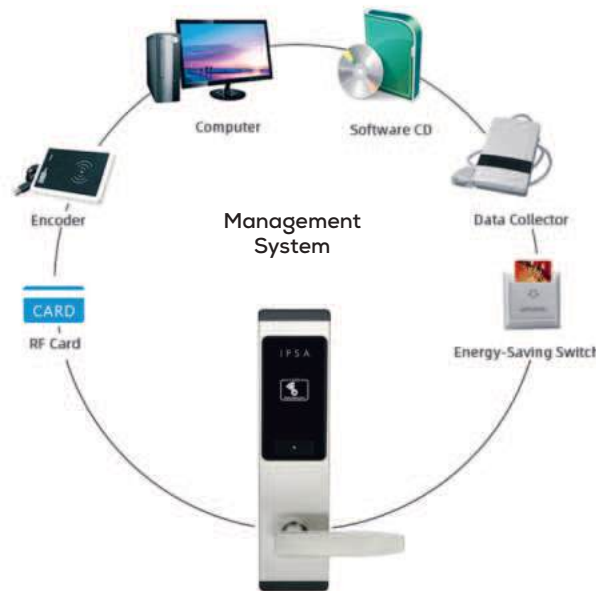 Computer
Software CD
Encoder
Data Collector
Management
System
CARD
RF Card
Energy-Saving Switch
IPSA